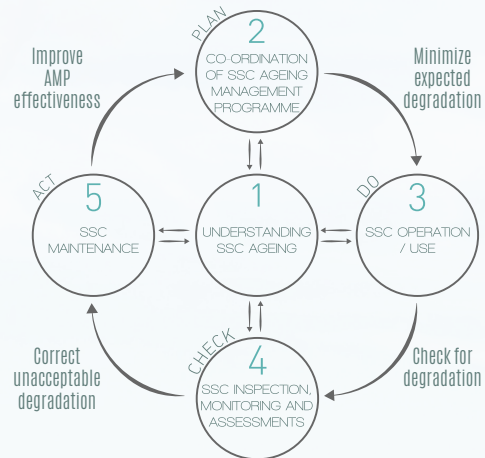 PLAN
2
CO-ORDINATION
OF SSC AGEING
MANAGEMENT
PROGRAMME
Improve
AMP
effectiveness
Minimize
expected
degradation
ACT
5
SSC
MAINTENANCE
1
UNDERSTANDING
SSC AGEING
DO
3
SSC OPERATION
/ USE
CHECK
4
SSC INSPECTION,
MONITORING AND
ASSESSMENTS
Correct
unacceptable
degradation
Check for
degradation